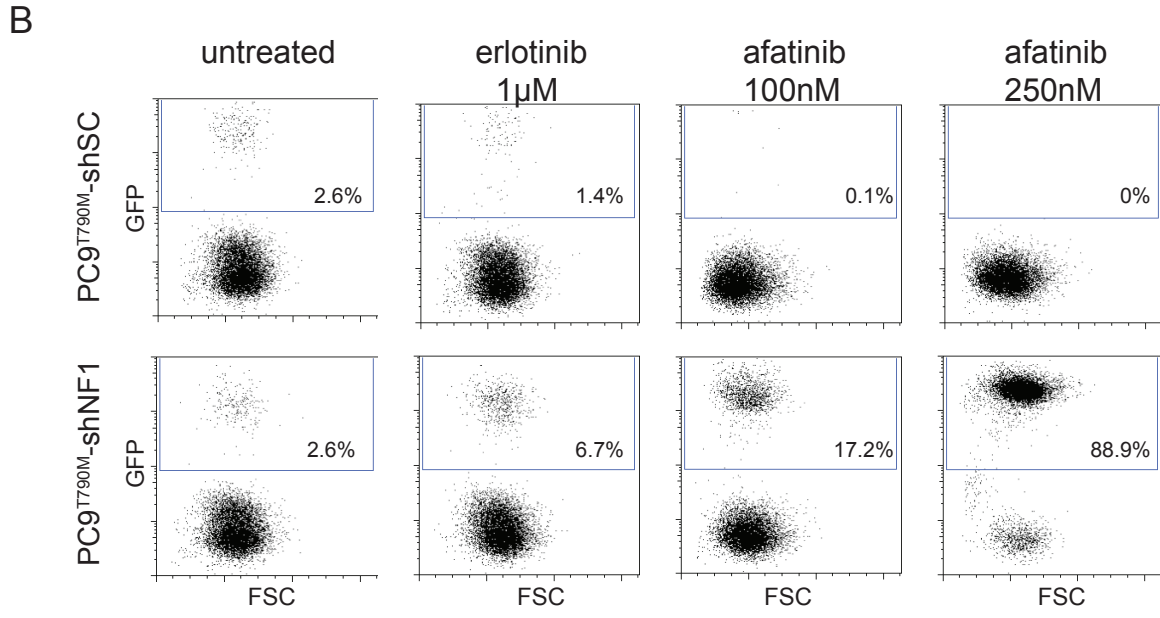 B
untreated
erlotinib
1µM
afatinib
100nM
afatinib
250nM
PC9T790M-shSC
GFP
2.6%
1.4%
0.1%
0%
PC9T790M-shNF1
GFP
2.6%
6.7%
17.2%
88.9%
FSC
FSC
FSC
FSC